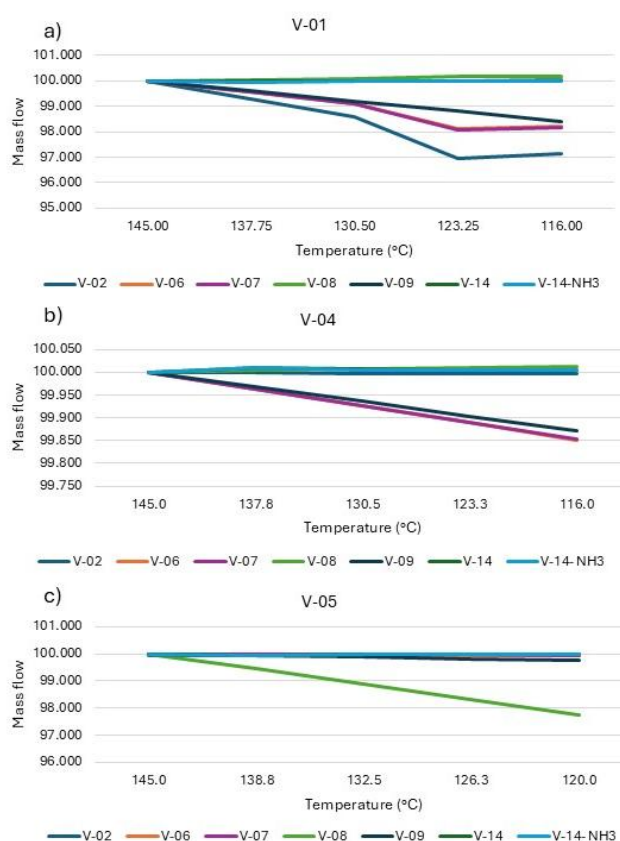 a)
V-01
101.000
100.000
99.000
98.000
97.000
96.000
95.000
Mass flow
145.00 137.75 130.50 123.25 116.00
Temperature (°C)
V-02 V-06 V-07 V-08 V-09 V-14 V-14-NH3
b)
V-04
100.050
100.000
99.950
99.900
99.850
99.800
99.750
Mass flow
145.0 137.8 130.5 123.3 116.0
Temperature (°C)
V-02 V-06 V-07 V-08 V-09 V-14 V-14- NH3
c)
V-05
101.000
100.000
99.000
98.000
97.000
96.000
Mass flow
145.0 138.8 132.5 126.3 120.0
Temperature (°C)
V-02 V-06 V-07 V-08 V-09 V-14 V-14- NH3